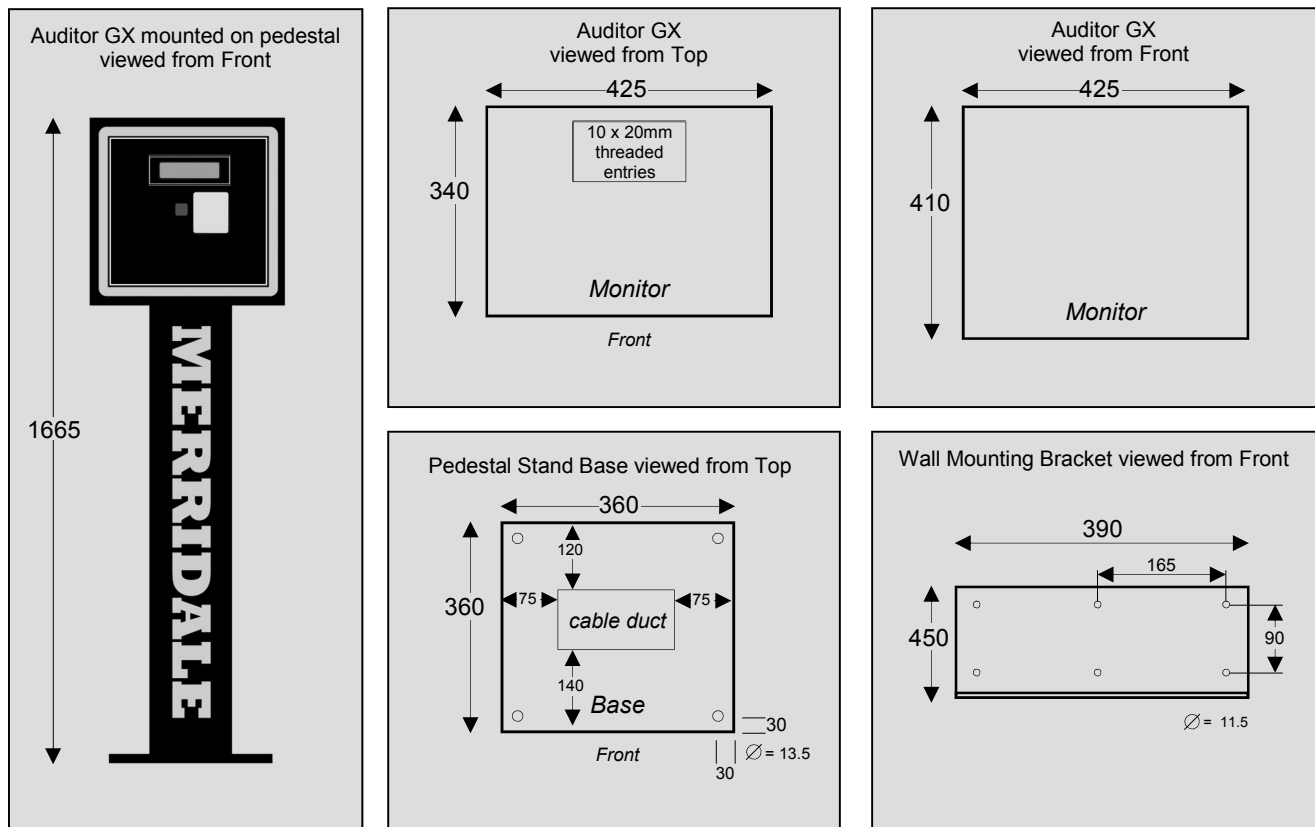 Auditor GX mounted on pedestal
viewed from Front
1665
MERRIDALE
Auditor GX
viewed from Top
425
10 x 20mm
threaded
entries
340
Monitor
Front
Auditor GX
viewed from Front
425
410
Monitor
Pedestal Stand Base viewed from Top
360
120
75
75
360
cable duct
140
Base
30
Front
Ø = 13.5
30
Wall Mounting Bracket viewed from Front
390
165
450
90
Ø = 11.5